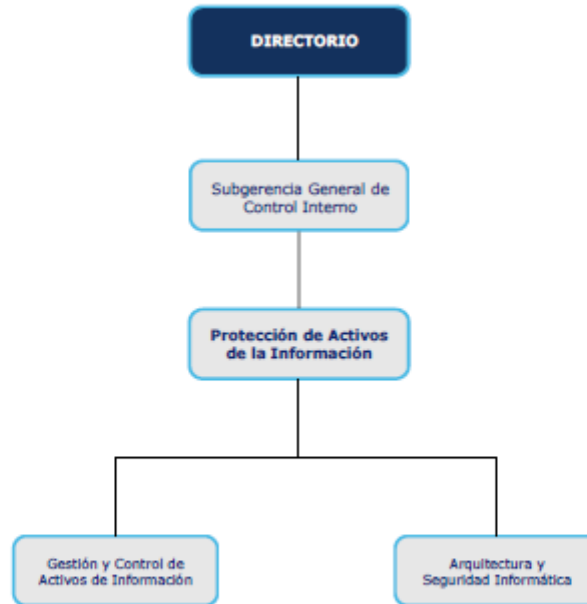 DIRECTORIO
Subgerencia General de
Control Interno
Protección de Activos
de la Información
Gestión y Control de
Activos de Información
Arquitectura y
Seguridad Informática